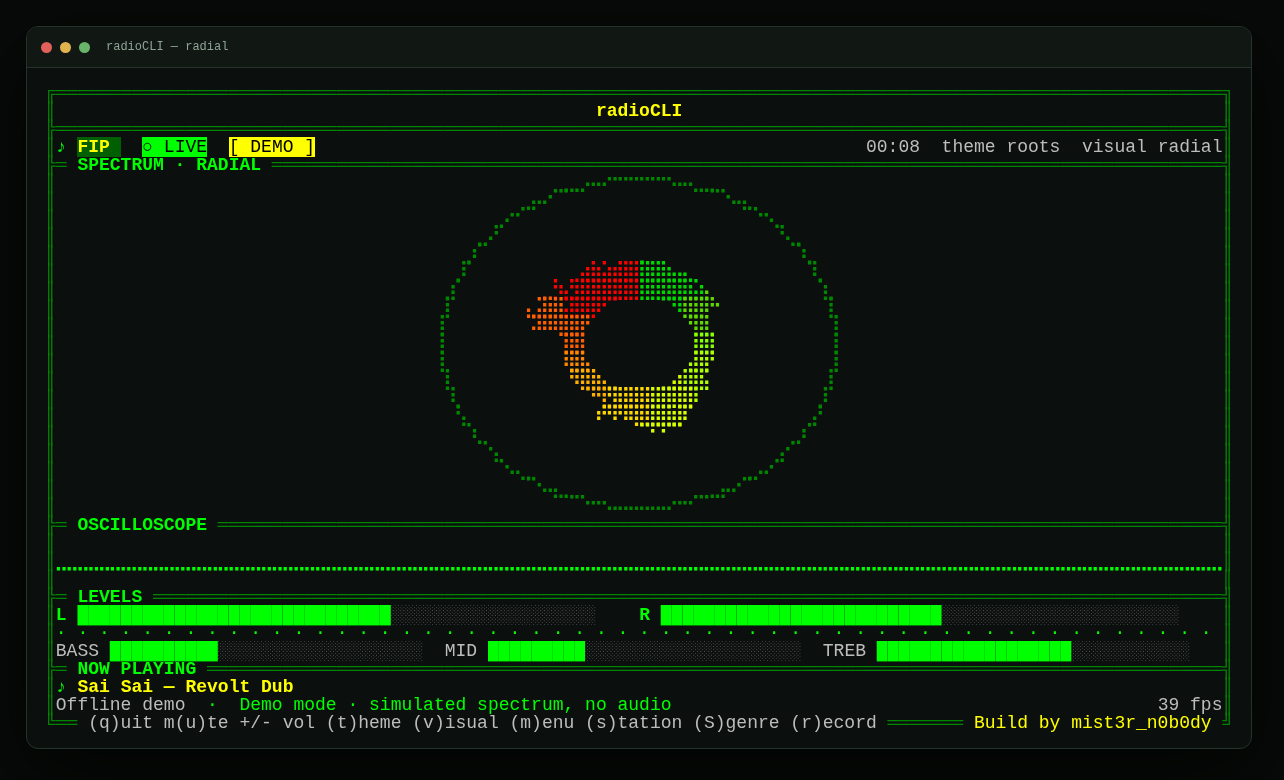 radioCLI — radial
radioCLI
♪ FIP ○ LIVE [ DEMO ] 00:08 theme roots visual radial
SPECTRUM · RADIAL
OSCILLOSCOPE
LEVELS
L R
BASS MID TREB
NOW PLAYING
♪ Sai Sai — Revolt Dub
Offline demo · Demo mode · simulated spectrum, no audio 39 fps
(q)uit m(u)te +/- vol (t)heme (v)isual (m)enu (s)tation (S)genre (r)ecord Build by mist3r_n0b0dy